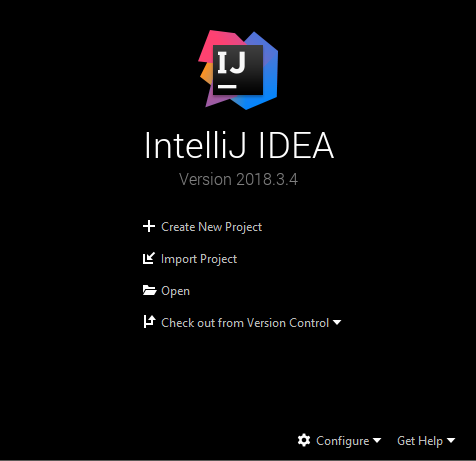 IJ
IntelliJ IDEA
Version 2018.3.4
Create New Project
Import Project
Open
Check out from Version Control
Configure
Get Help